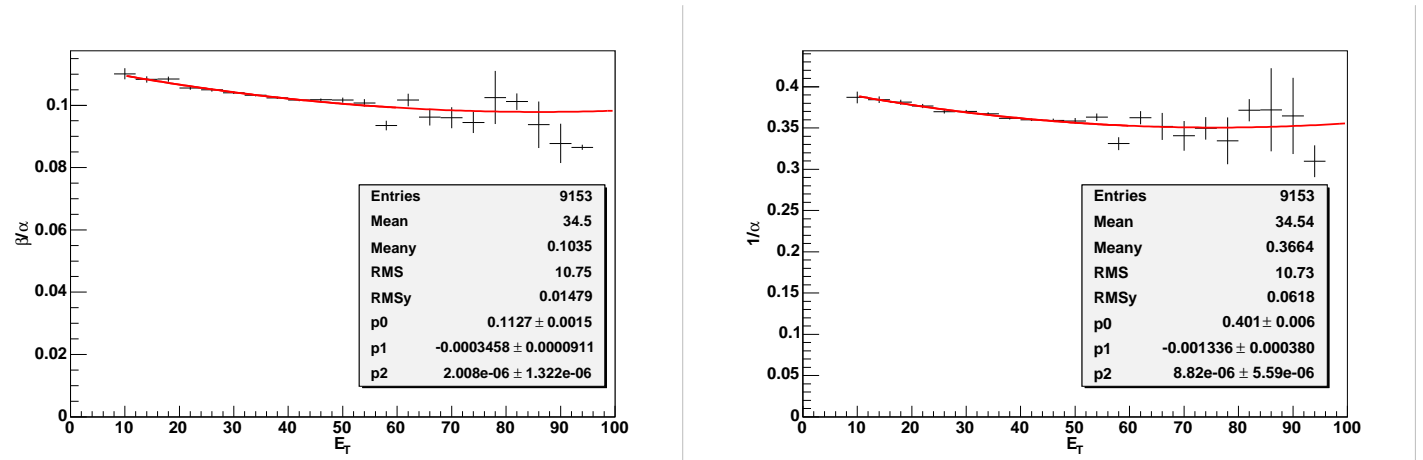 β/α
0.1
0.08
0.06
0.04
0.02
0
0 10 20 30 40 50 60 70 80 90 100
E_T
Entries 9153
Mean 34.5
Meany 0.1035
RMS 10.75
RMSy 0.01479
p0 0.1127 ± 0.0015
p1 -0.0003458 ± 0.0000911
p2 2.008e-06 ± 1.322e-06
1/α
0.4
0.35
0.3
0.25
0.2
0.15
0.1
0.05
0
0 10 20 30 40 50 60 70 80 90 100
E_T
Entries 9153
Mean 34.54
Meany 0.3664
RMS 10.73
RMSy 0.0618
p0 0.401 ± 0.006
p1 -0.001336 ± 0.000380
p2 8.82e-06 ± 5.59e-06